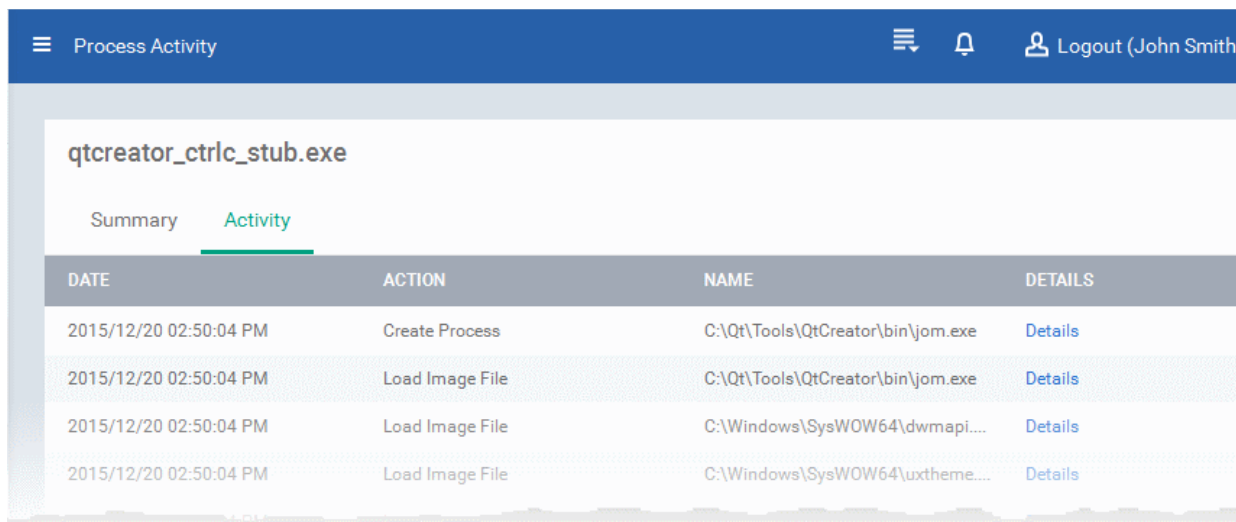 Process Activity Logout (John Smith
qtcreator_ctrlc_stub.exe
Summary Activity
DATE ACTION NAME DETAILS
2015/12/20 02:50:04 PM Create Process C:\Qt\Tools\QtCreator\bin\jom.exe Details
2015/12/20 02:50:04 PM Load Image File C:\Qt\Tools\QtCreator\bin\jom.exe Details
2015/12/20 02:50:04 PM Load Image File C:\Windows\SysWOW64\dwmapi.... Details
2015/12/20 02:50:04 PM Load Image File C:\Windows\SysWOW64\uxtheme.... Details